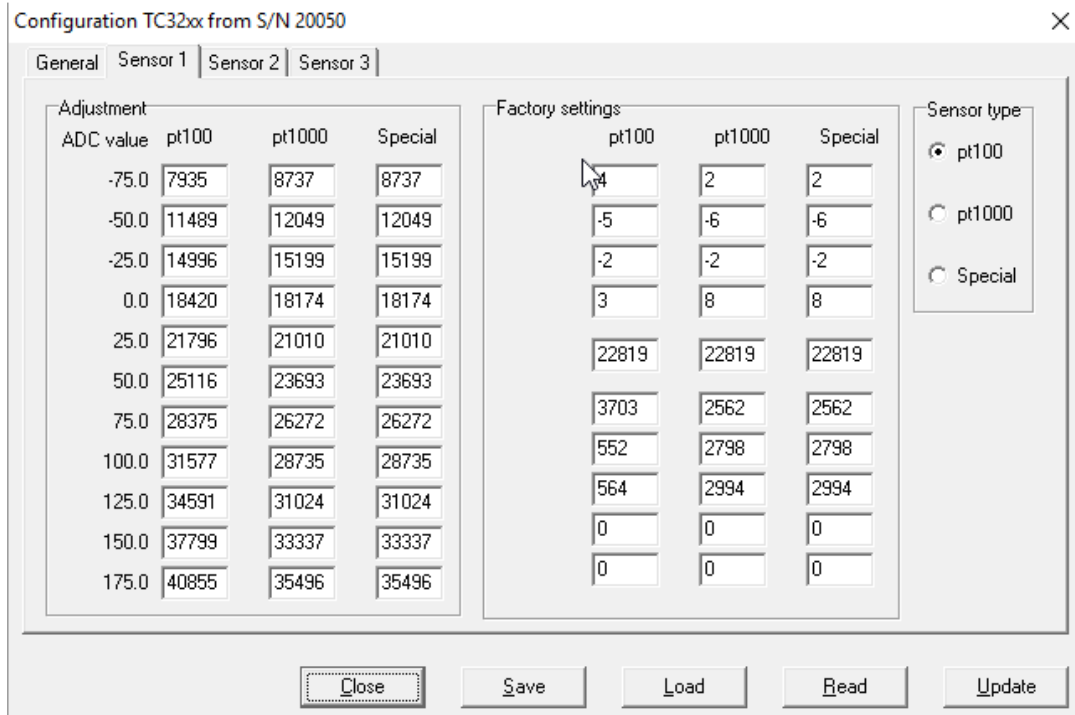 Configuration TC32xx from S/N 20050
General Sensor 1 Sensor 2 Sensor 3
Adjustment Factory settings Sensor type
ADC value pt100 pt1000 Special pt100 pt1000 Special
pt100
-75.0 7935 8737 8737 4 2 2
-50.0 11489 12049 12049 -5 -6 -6 pt1000
-25.0 14996 15199 15199 -2 -2 -2
Special
0.0 18420 18174 18174 3 8 8
25.0 21796 21010 21010 22819 22819 22819
50.0 25116 23693 23693
75.0 28375 26272 26272 3703 2562 2562
100.0 31577 28735 28735 552 2798 2798
125.0 34591 31024 31024 564 2994 2994
150.0 37799 33337 33337 0 0 0
175.0 40855 35496 35496 0 0 0
Close Save Load Read Update